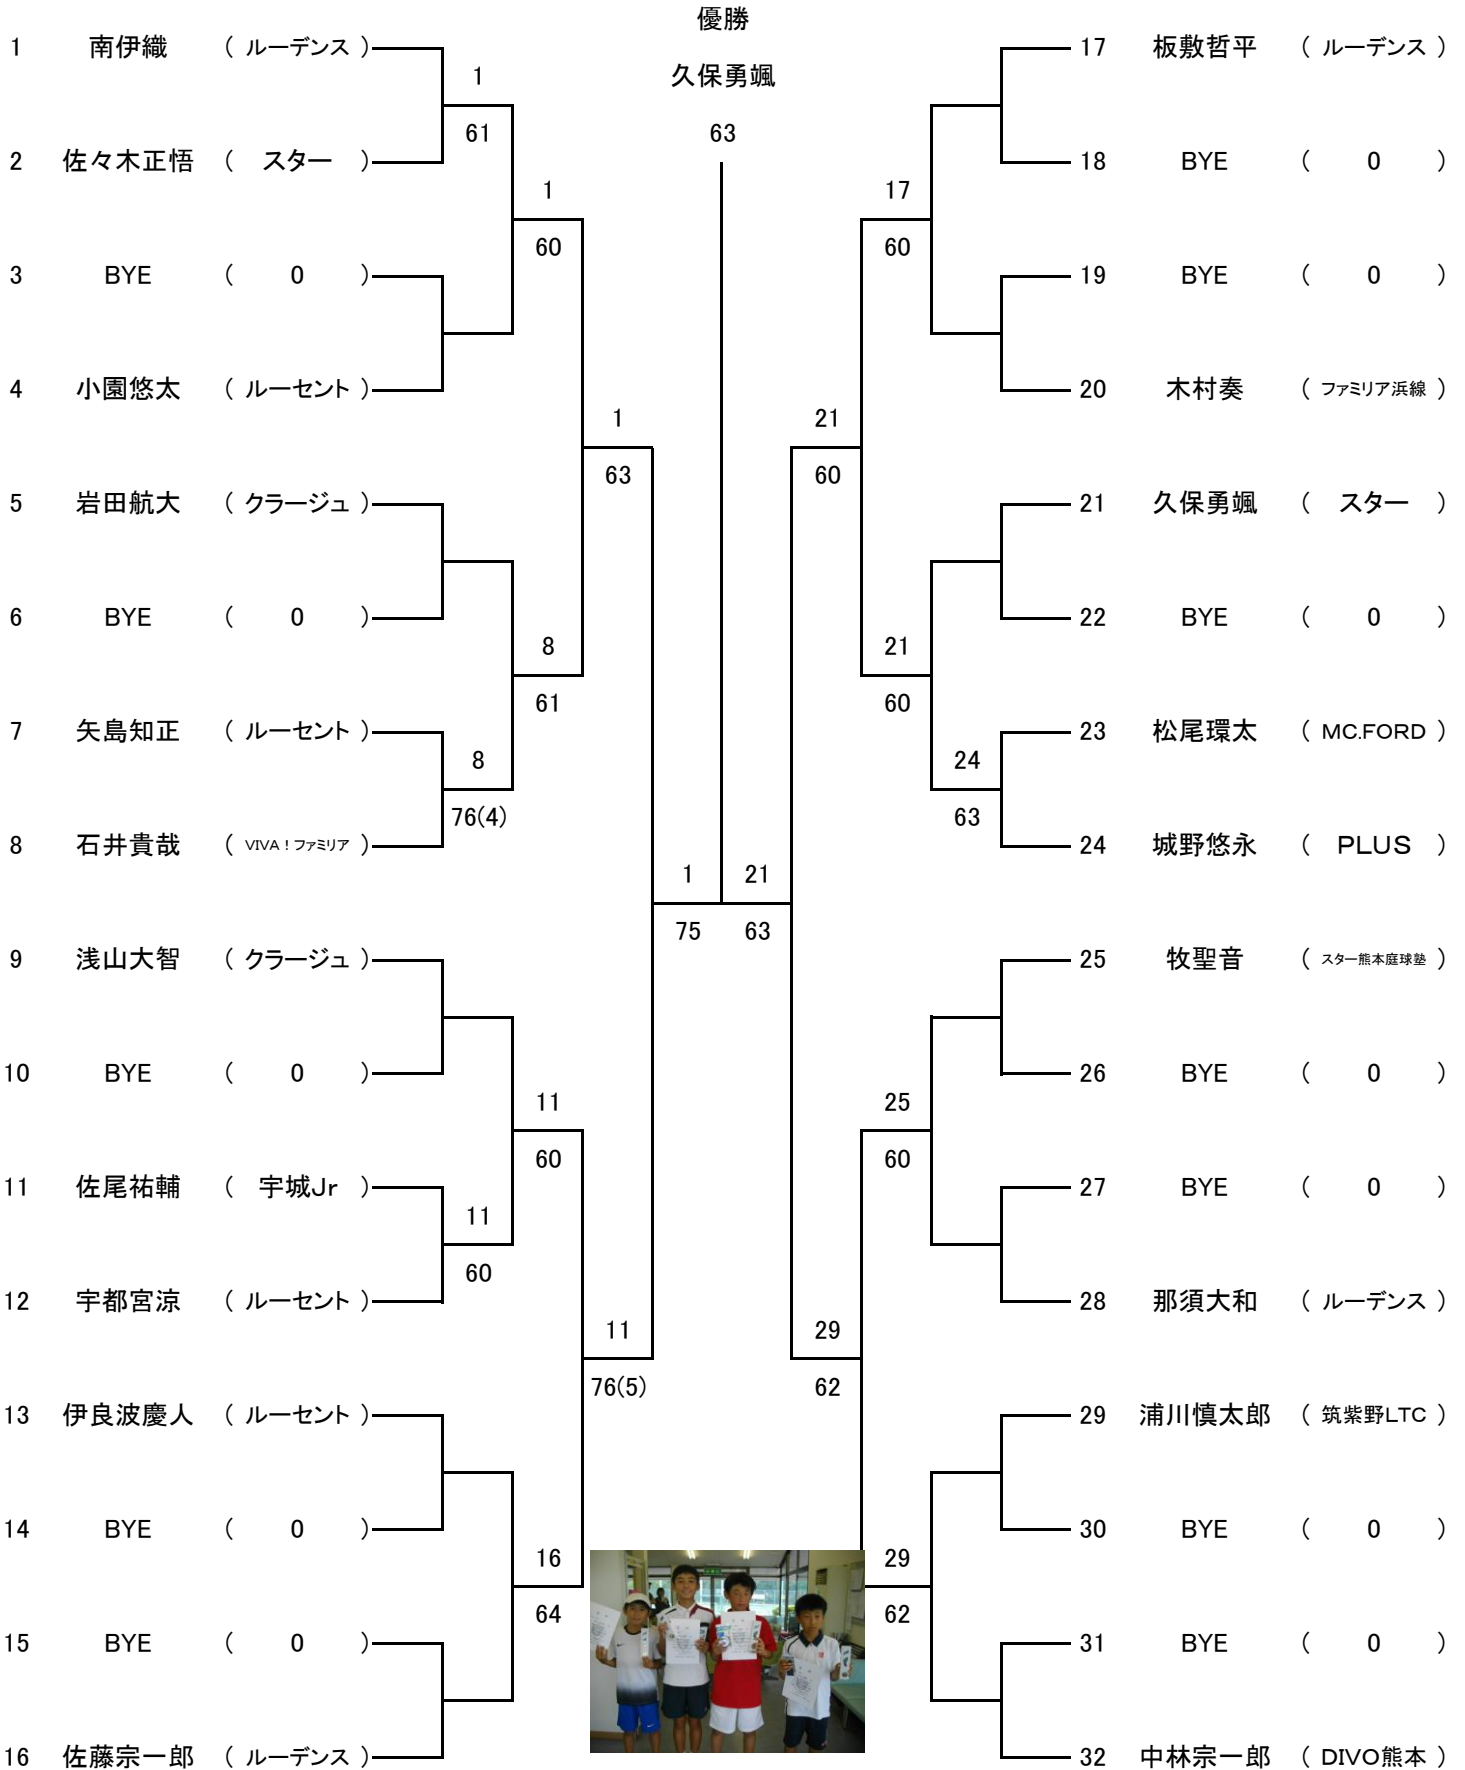 優勝
久保勇颯
63
1 南伊織 ( ルーデンス )
1
61
2 佐々木正悟 ( スター )
1
60
3 BYE ( 0 )
4 小園悠太 ( ルーセント )
1
63
5 岩田航大 ( クラージュ )
6 BYE ( 0 )
8
61
7 矢島知正 ( ルーセント )
8
76(4)
8 石井貴哉 ( VIVA！ファミリア )
1
75
9 浅山大智 ( クラージュ )
10 BYE ( 0 )
11
60
11 佐尾祐輔 ( 宇城Jr )
11
60
12 宇都宮涼 ( ルーセント )
11
76(5)
13 伊良波慶人 ( ルーセント )
14 BYE ( 0 )
16
64
15 BYE ( 0 )
16 佐藤宗一郎 ( ルーデンス )
17 板敷哲平 ( ルーデンス )
18 BYE ( 0 )
17
60
19 BYE ( 0 )
20 木村奏 ( ファミリア浜線 )
21
60
21 久保勇颯 ( スター )
22 BYE ( 0 )
21
60
23 松尾環太 ( MC.FORD )
24
63
24 城野悠永 ( PLUS )
21
63
25 牧聖音 ( スター熊本庭球塾 )
26 BYE ( 0 )
25
60
27 BYE ( 0 )
28 那須大和 ( ルーデンス )
29
62
29 浦川慎太郎 ( 筑紫野LTC )
30 BYE ( 0 )
29
62
31 BYE ( 0 )
32 中林宗一郎 ( DIVO熊本 )